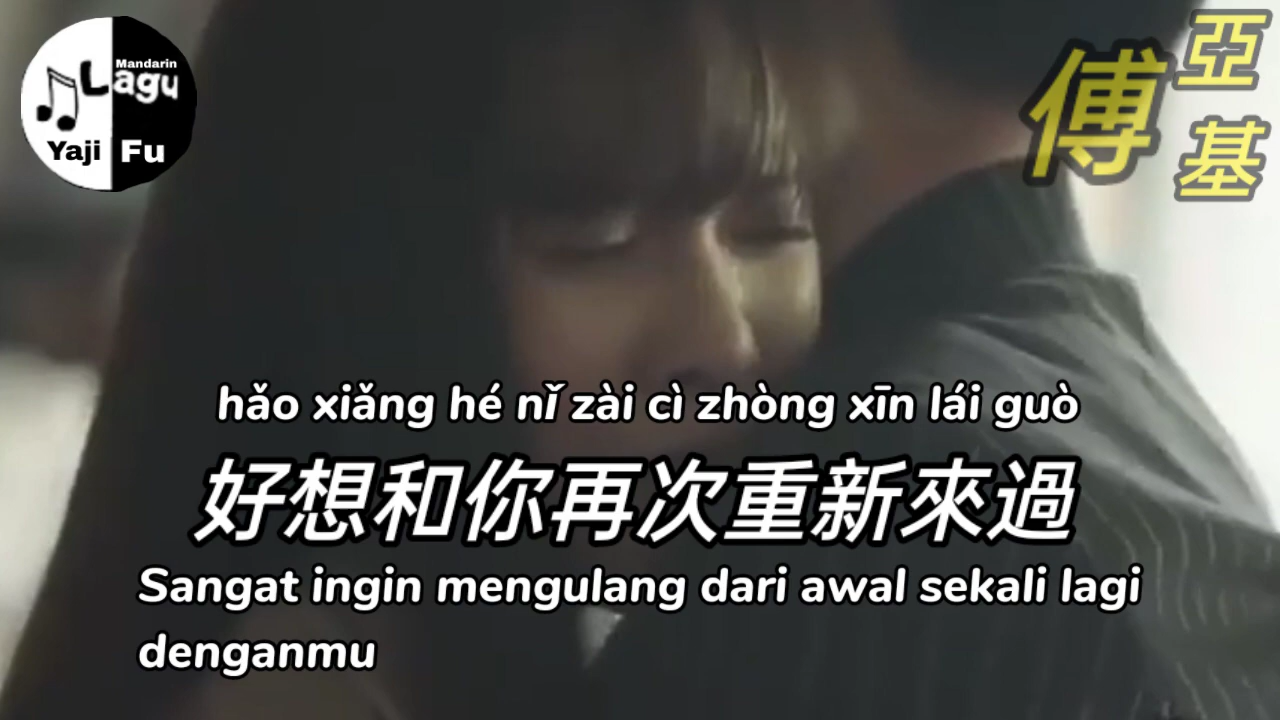 Mandarin
Lagu
Yaji Fu
傅亞基
hǎo xiǎng hé nǐ zài cì zhòng xīn lái guò
好想和你再次重新來過
Sangat ingin mengulang dari awal sekali lagi
denganmu